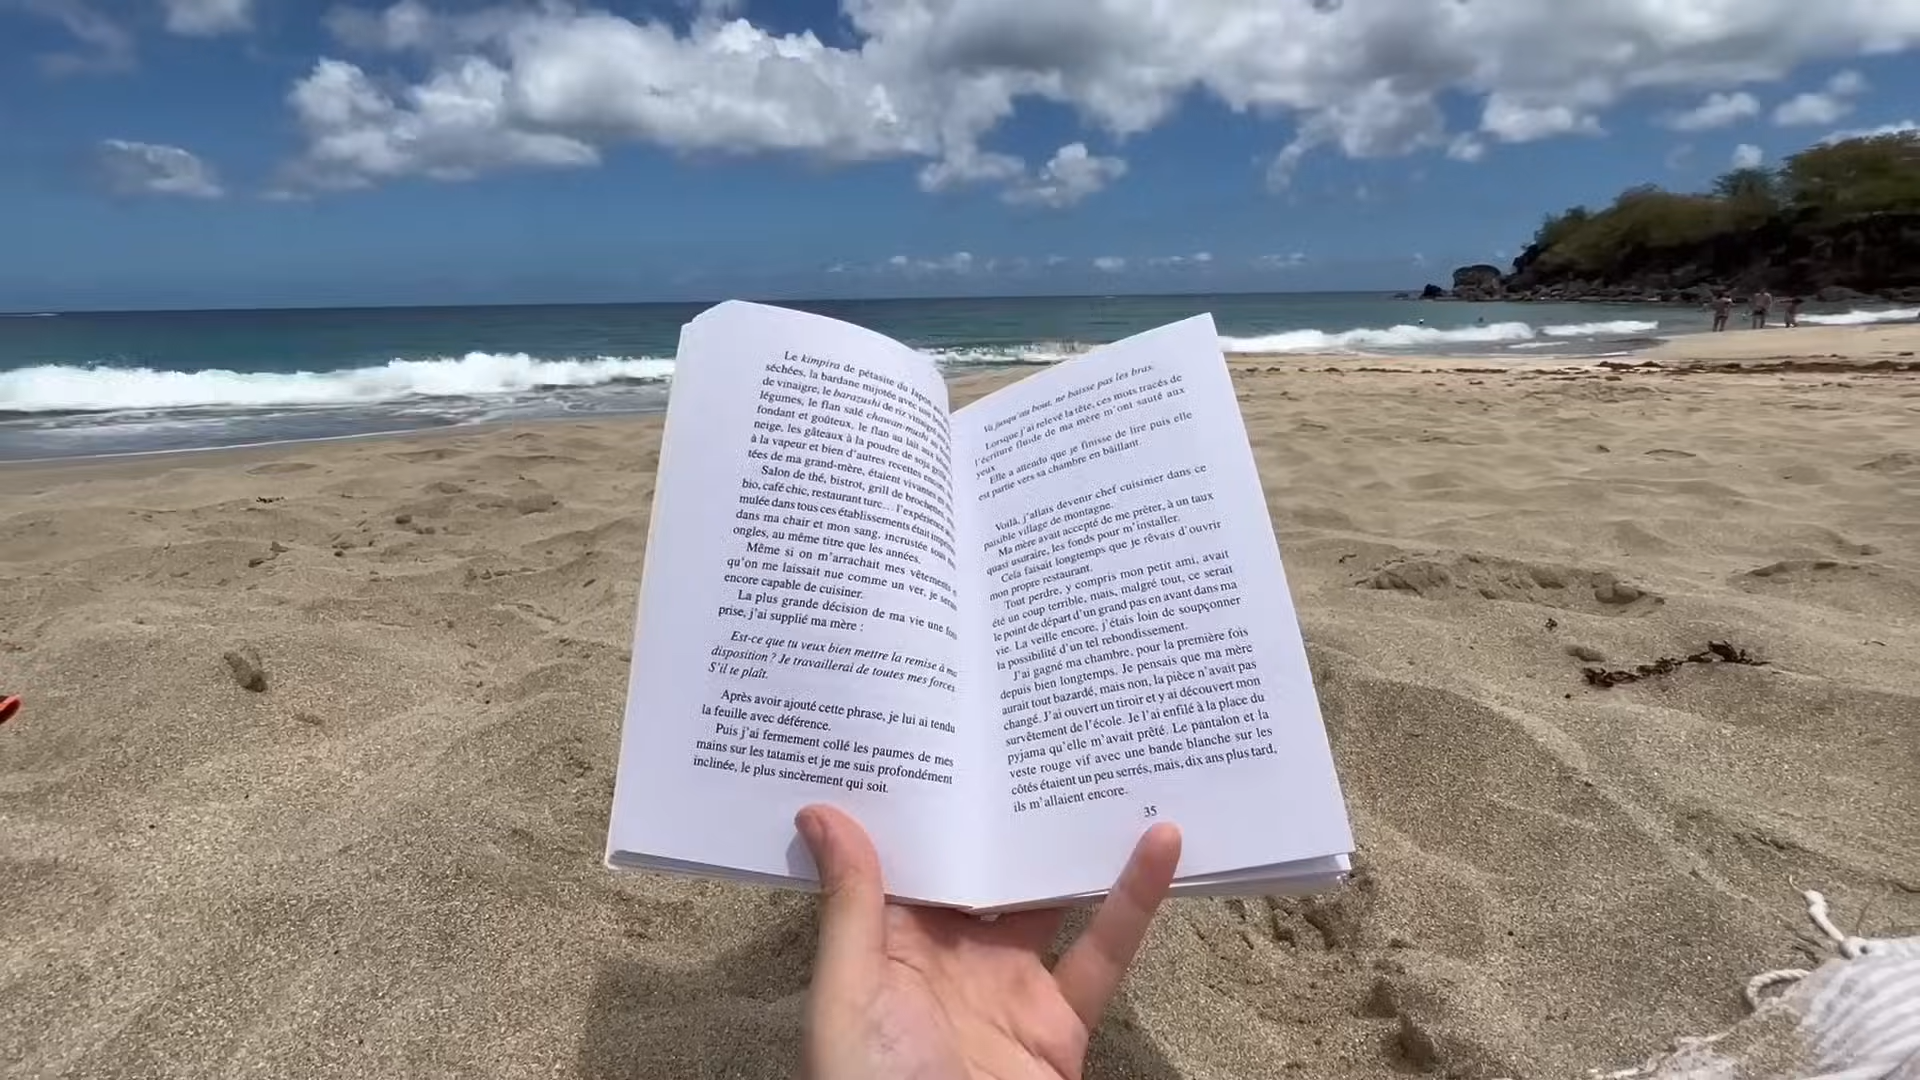 Le kimpira de pétasite du Japon
séchées, la bardane mijotée avec une
de vinaigre, le barazushi de riz vinaigré
légumes, le flan salé chawan-mushi au
fondant et goûteux, le flan au lait aux
neige, les gâteaux à la poudre de soja
à la vapeur et bien d'autres recettes
tées de ma grand-mère, étaient vivantes
Salon de thé, bistrot, grill de brochettes,
bio, café chic, restaurant turc... l'expérience
mulée dans tous ces établissements était
dans ma chair et mon sang, incrustée
ongles, au même titre que les années.
Même si on m'arrachait mes vêtements
qu'on me laissait nue comme un ver, je
encore capable de cuisiner.
La plus grande décision de ma vie une fois
prise, j'ai supplié ma mère :
Est-ce que tu veux bien mettre la remise à ma
disposition ? Je travaillerai de toutes mes forces
S'il te plaît.
Après avoir ajouté cette phrase, je lui ai tendu
la feuille avec déférence.
Puis j'ai fermement collé les paumes de mes
mains sur les tatamis et je me suis profondément
inclinée, le plus sincèrement qui soit.
Va jusqu'au bout, ne baisse pas les bras.
Lorsque j'ai relevé la tête, ces mots tracés de
l'écriture fluide de ma mère m'ont sauté aux
yeux.
Elle a attendu que je finisse de lire puis elle
est partie vers sa chambre en bâillant.
Voilà, j'allais devenir chef cuisinier dans ce
paisible village de montagne.
Ma mère avait accepté de me prêter, à un taux
quasi usuraire, les fonds pour m'installer.
Cela faisait longtemps que je rêvais d'ouvrir
mon propre restaurant.
Tout perdre, y compris mon petit ami, avait
été un coup terrible, mais, malgré tout, ce serait
le point de départ d'un grand pas en avant dans ma
vie. La veille encore, j'étais loin de soupçonner
la possibilité d'un tel rebondissement.
J'ai gagné ma chambre, pour la première fois
depuis bien longtemps. Je pensais que ma mère
aurait tout bazardé, mais non, la pièce n'avait pas
changé. J'ai ouvert un tiroir et y ai découvert mon
survêtement de l'école. Je l'ai enfilé à la place du
pyjama qu'elle m'avait prêté. Le pantalon et la
veste rouge vif avec une bande blanche sur les
côtés étaient un peu serrés, mais, dix ans plus tard,
ils m'allaient encore.
35